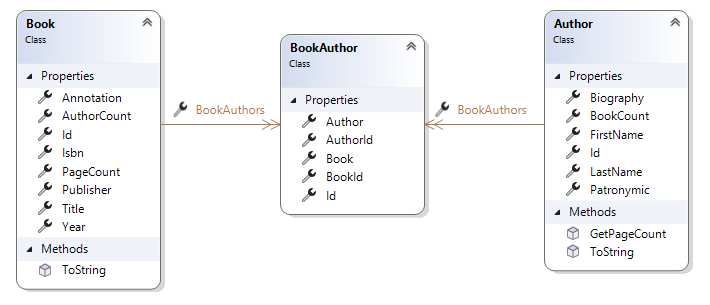 Book
Class
Properties
Annotation
AuthorCount
Id
Isbn
PageCount
Publisher
Title
Year
Methods
ToString
BookAuthors
BookAuthor
Class
Properties
Author
AuthorId
Book
BookId
Id
BookAuthors
Author
Class
Properties
Biography
BookCount
FirstName
Id
LastName
Patronymic
Methods
GetPageCount
ToString